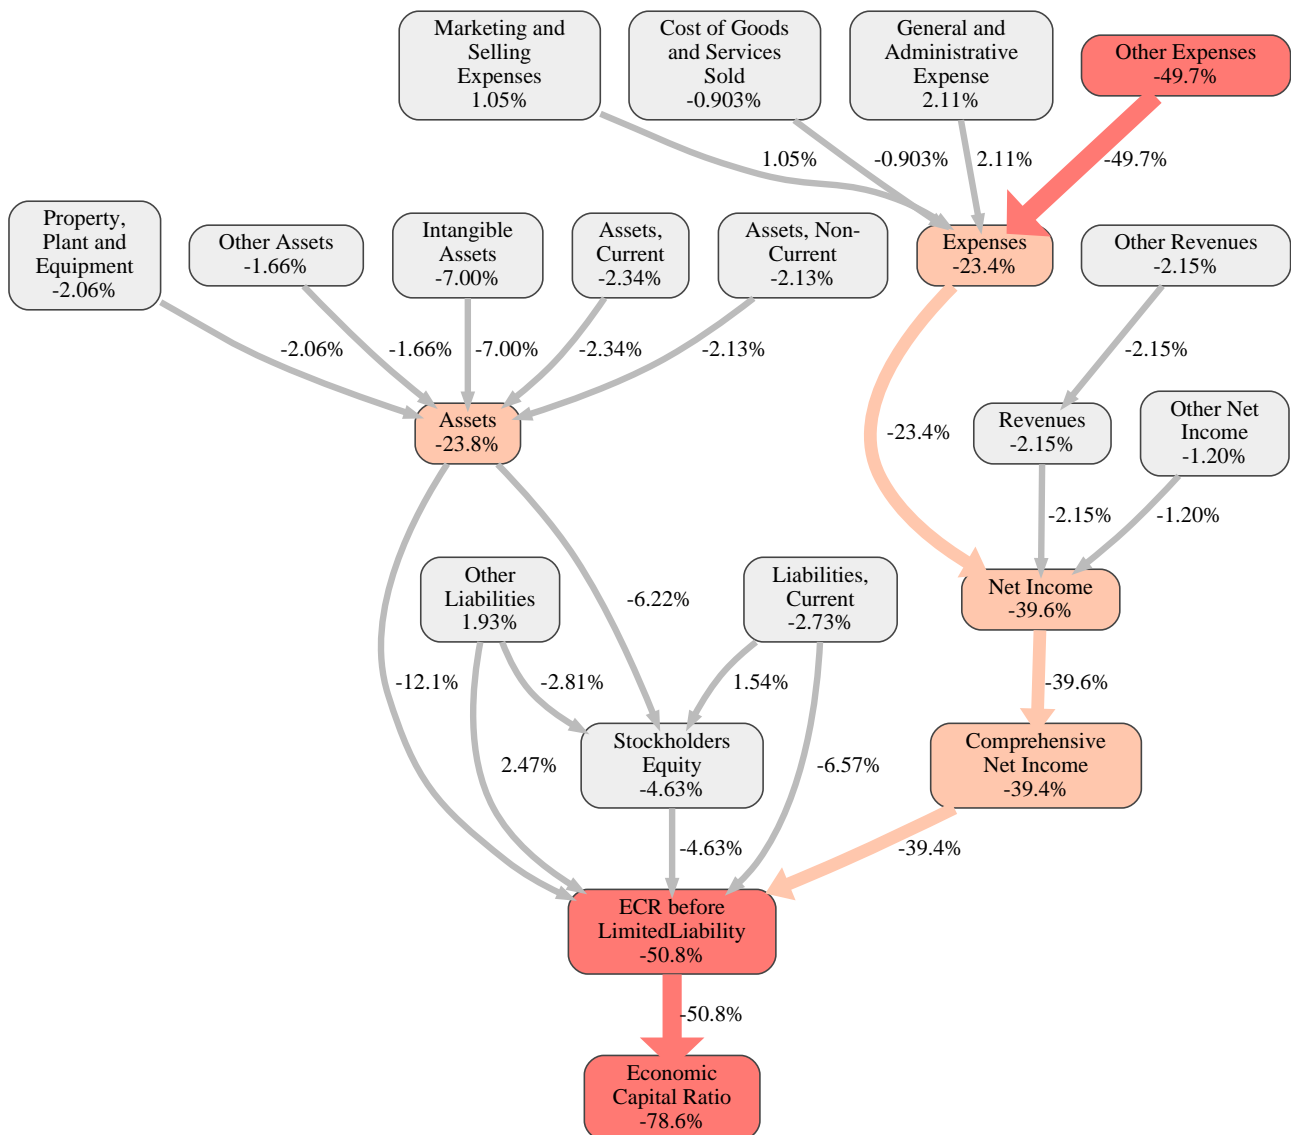 Marketing and
Selling
Expenses
1.05%
Cost of Goods
and Services
Sold
-0.903%
General and
Administrative
Expense
2.11%
Other Expenses
-49.7%
1.05%
-0.903%
2.11%
-49.7%
Property,
Plant and
Equipment
-2.06%
Other Assets
-1.66%
Intangible
Assets
-7.00%
Assets,
Current
-2.34%
Assets, Non-
Current
-2.13%
Expenses
-23.4%
Other Revenues
-2.15%
-2.06%
-1.66%
-7.00%
-2.34%
-2.13%
-2.15%
Assets
-23.8%
-23.4%
Revenues
-2.15%
Other Net
Income
-1.20%
-2.15%
-1.20%
Other
Liabilities
1.93%
-6.22%
Liabilities,
Current
-2.73%
Net Income
-39.6%
-12.1%
-2.81%
1.54%
-39.6%
2.47%
Stockholders
Equity
-4.63%
-6.57%
Comprehensive
Net Income
-39.4%
-4.63%
-39.4%
ECR before
LimitedLiability
-50.8%
-50.8%
Economic
Capital Ratio
-78.6%